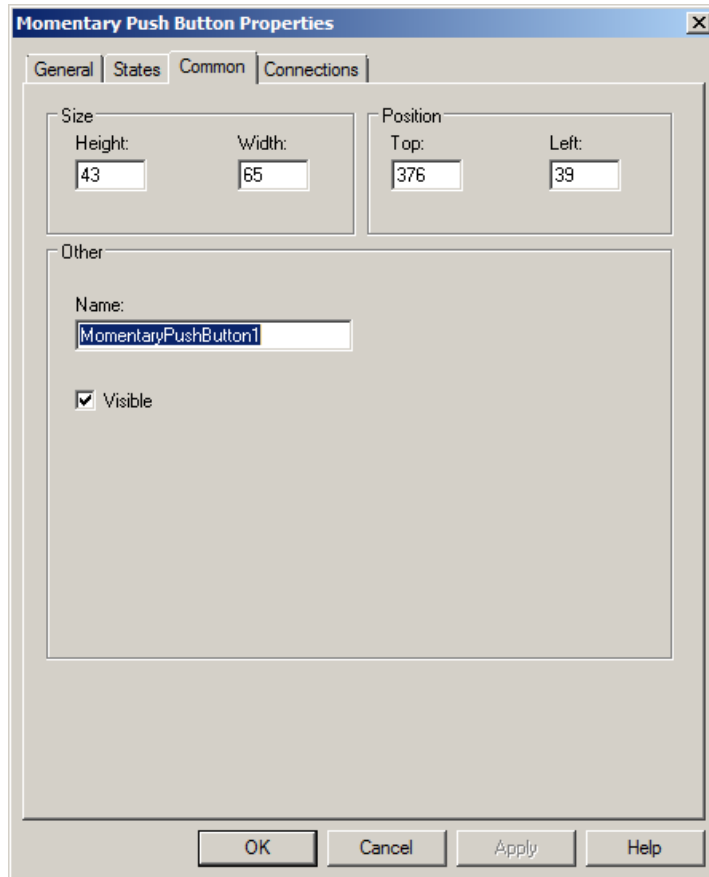 Momentary Push Button Properties
General States Common Connections
Size Position
Height: Width: Top: Left:
43 65 376 39
Other
Name:
MomentaryPushButton1
Visible
OK Cancel Apply Help